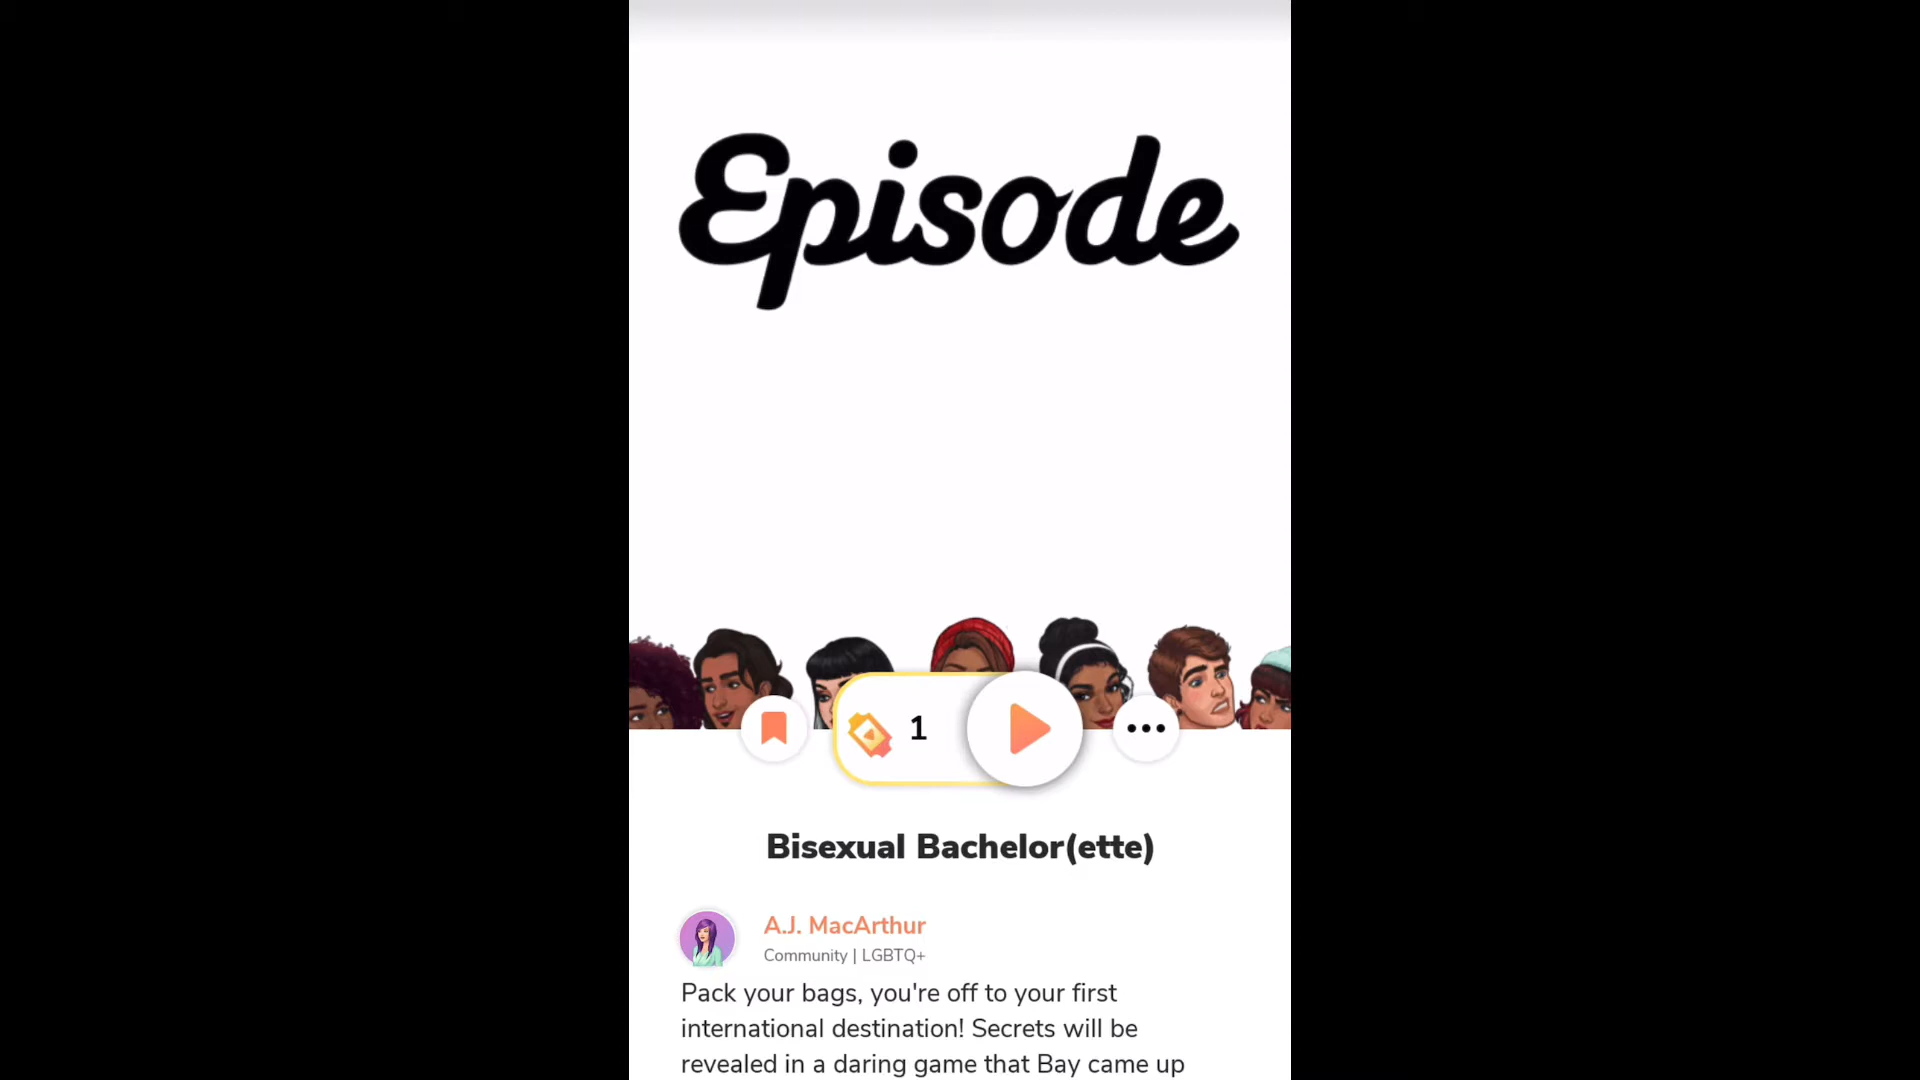 Episode
1
Bisexual Bachelor(ette)
A.J. MacArthur
Community | LGBTQ+
Pack your bags, you're off to your first
international destination! Secrets will be
revealed in a daring game that Bay came up